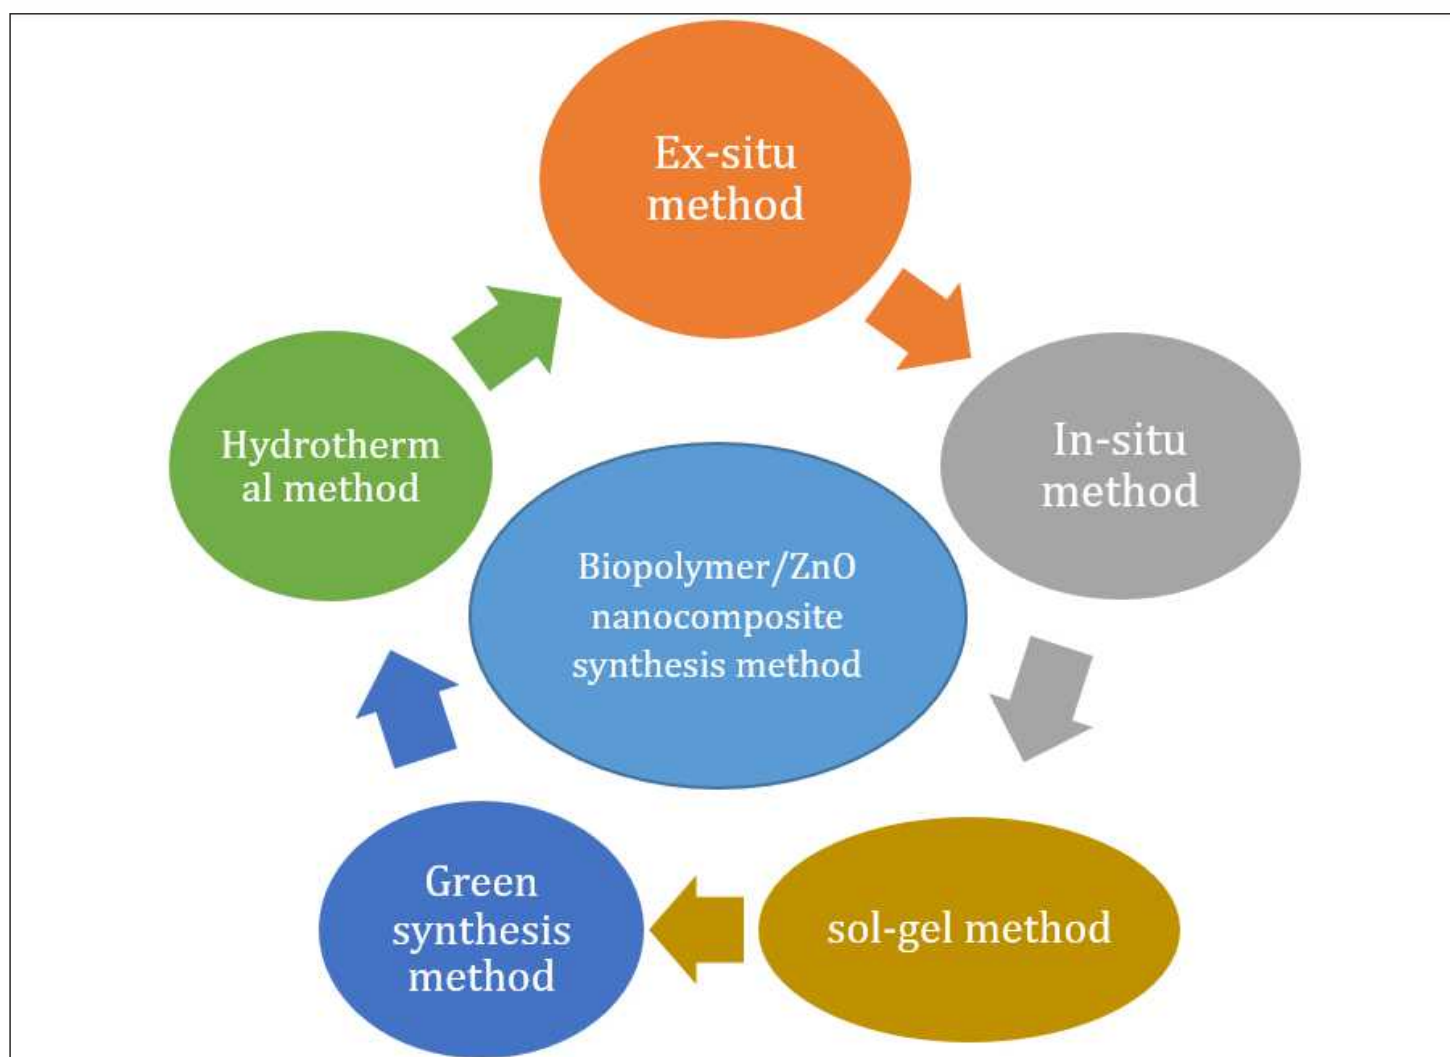 Ex-situ
method
Hydrotherm
al method
In-situ
method
Biopolymer/ZnO
nanocomposite
synthesis method
Green
synthesis
method
sol-gel method